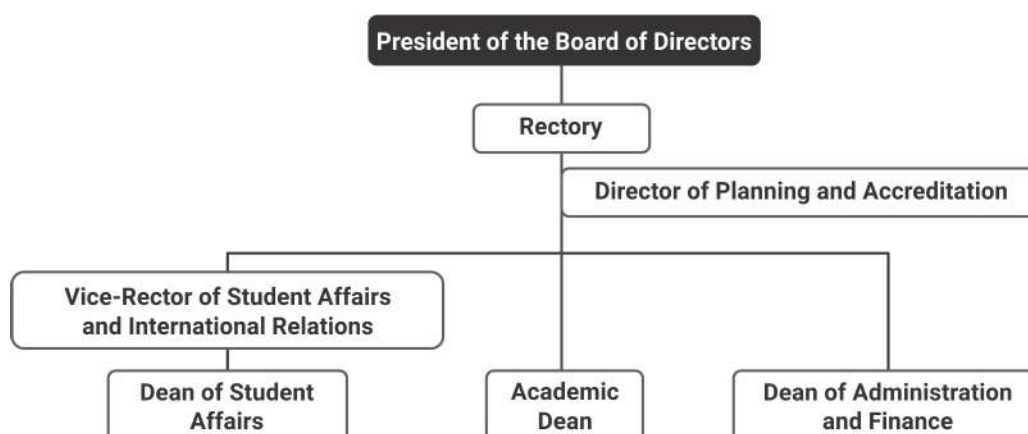 President of the Board of Directors
Rectory
Director of Planning and Accreditation
Vice-Rector of Student Affairs
and International Relations
Dean of Student
Affairs
Academic
Dean
Dean of Administration
and Finance